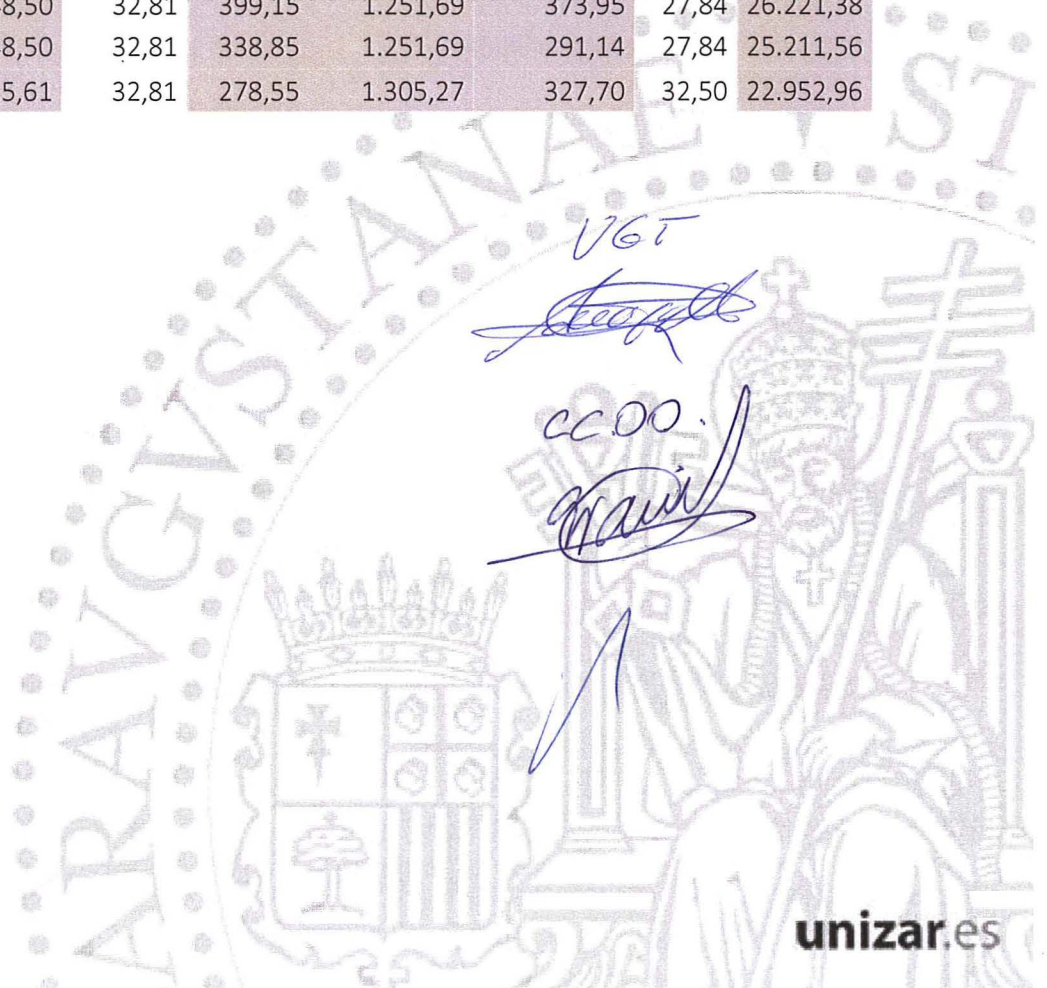 8,50 32,81 399,15 1.251,69 373,95 27,84 26.221,38
8,50 32,81 338,85 1.251,69 291,14 27,84 25.211,56
5,61 32,81 278,55 1.305,27 327,70 32,50 22.952,96
ARAVGVSTANAE ST
UGT
CC.OO.
unizar.es